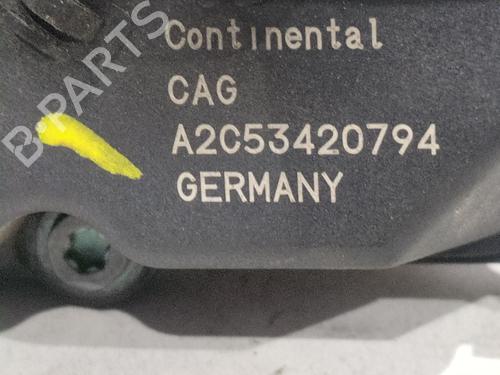 B-PARTS
Continental
CAG
A2C53420794
GERMANY